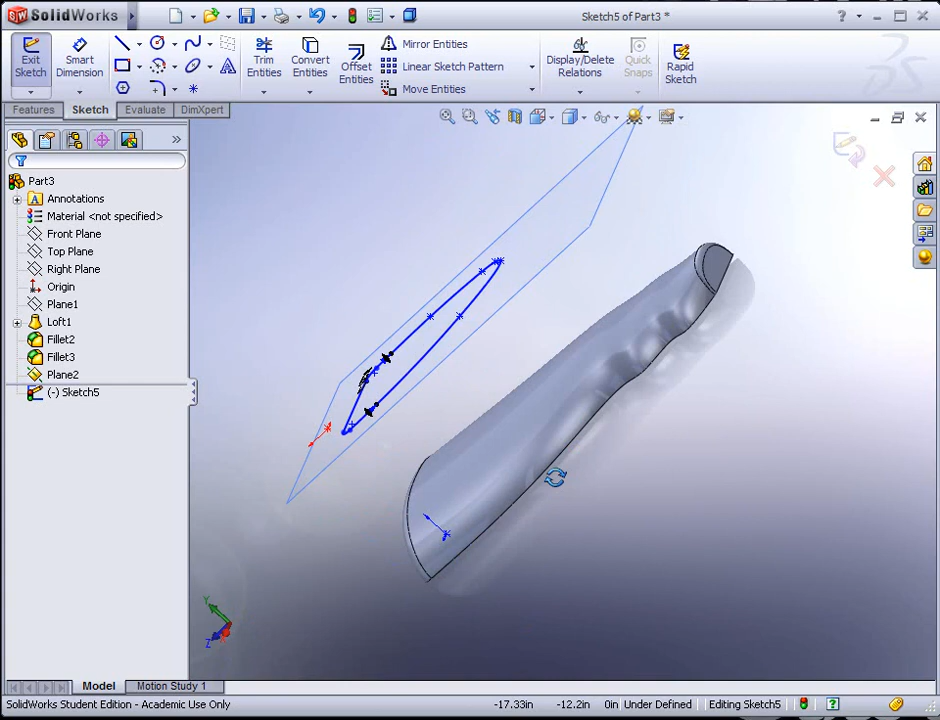 SolidWorks
Sketch5 of Part3 *
Exit Sketch
Smart Dimension
Trim Entities
Convert Entities
Offset Entities
Mirror Entities
Linear Sketch Pattern
Move Entities
Display/Delete Relations
Quick Snaps
Rapid Sketch
Features Sketch Evaluate DimXpert
Part3
Annotations
Material <not specified>
Front Plane
Top Plane
Right Plane
Origin
Plane1
Loft1
Fillet2
Fillet3
Plane2
(-) Sketch5
Y
Z
Model Motion Study 1
SolidWorks Student Edition - Academic Use Only -17.33in -12.2in 0in Under Defined Editing Sketch5